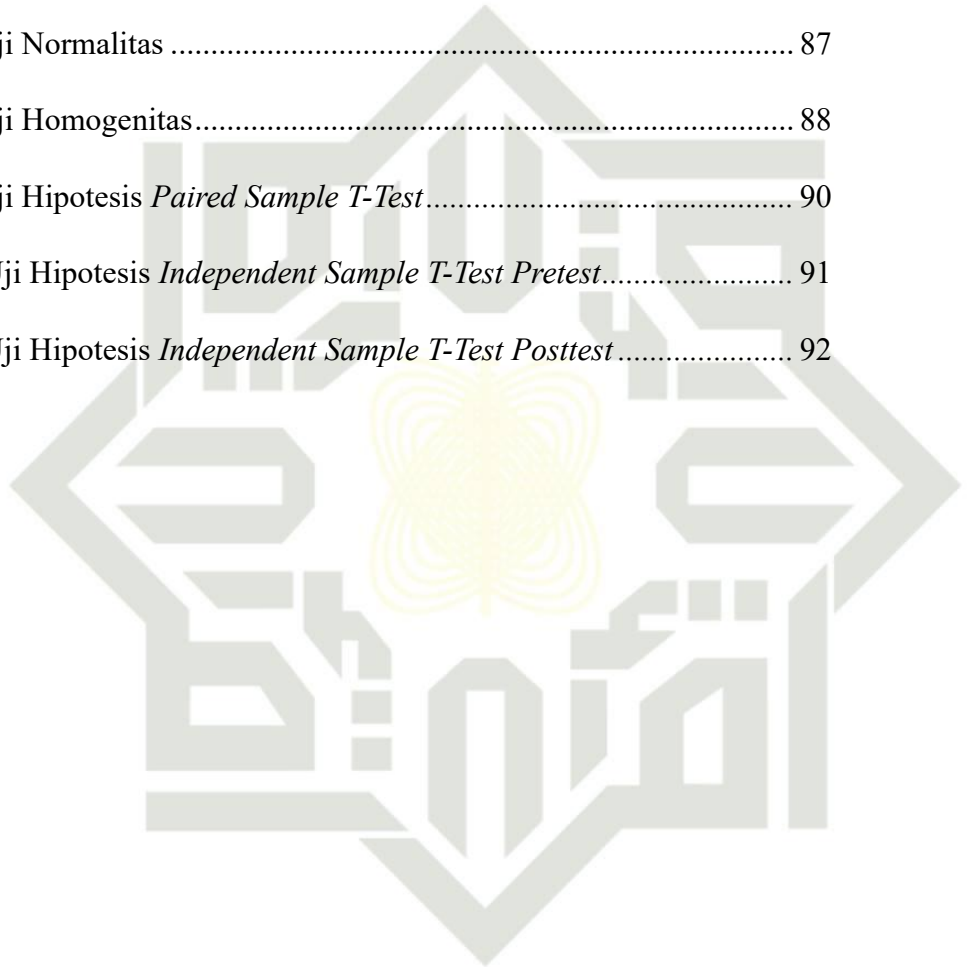 ji Normalitas ........................................................................... 87
ji Homogenitas........................................................................ 88
ji Hipotesis Paired Sample T-Test............................................ 90
Uji Hipotesis Independent Sample T-Test Pretest....................... 91
Uji Hipotesis Independent Sample T-Test Posttest ..................... 92